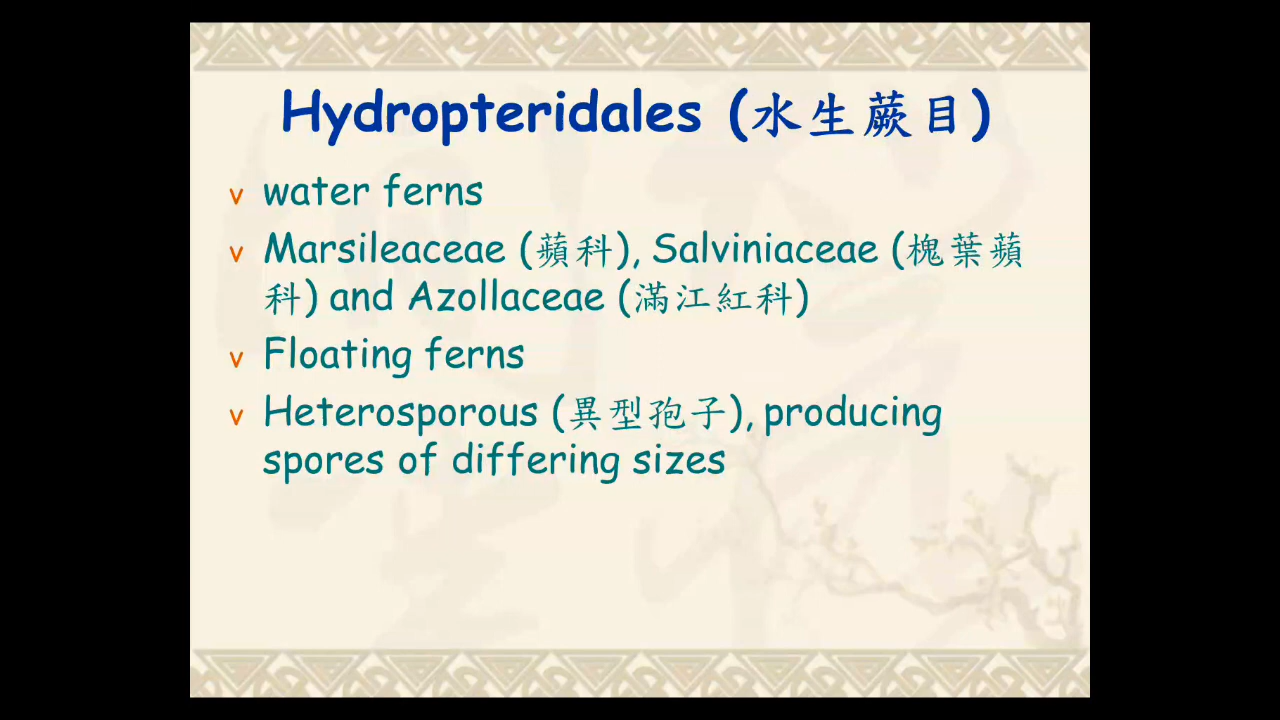 Hydropteridales (水生蕨目)
v water ferns
v Marsileaceae (蘋科), Salviniaceae (槐葉蘋
科) and Azollaceae (滿江紅科)
v Floating ferns
v Heterosporous (異型孢子), producing
spores of differing sizes